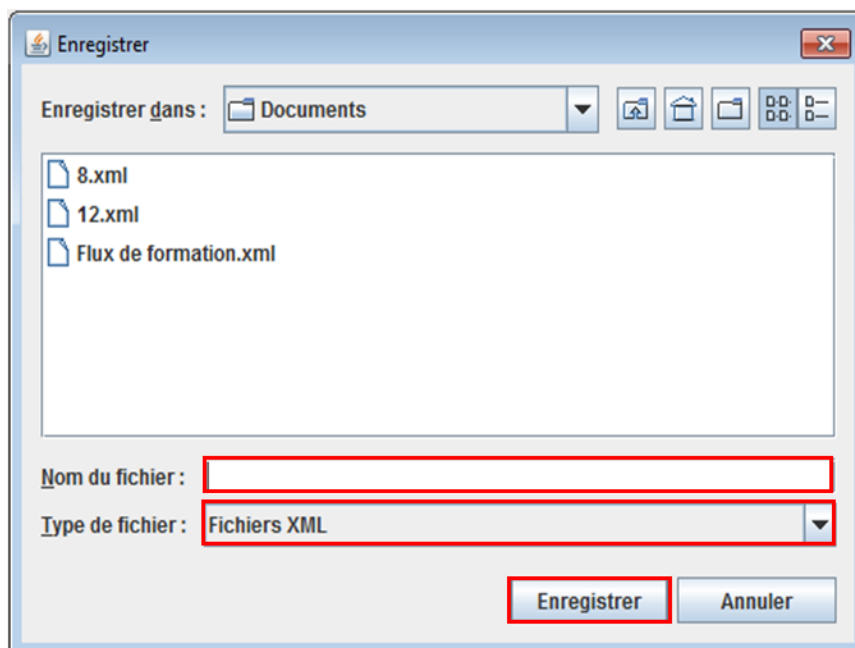 Enregistrer
Enregistrer dans : Documents
8.xml
12.xml
Flux de formation.xml
Nom du fichier :
Type de fichier : Fichiers XML
Enregistrer Annuler